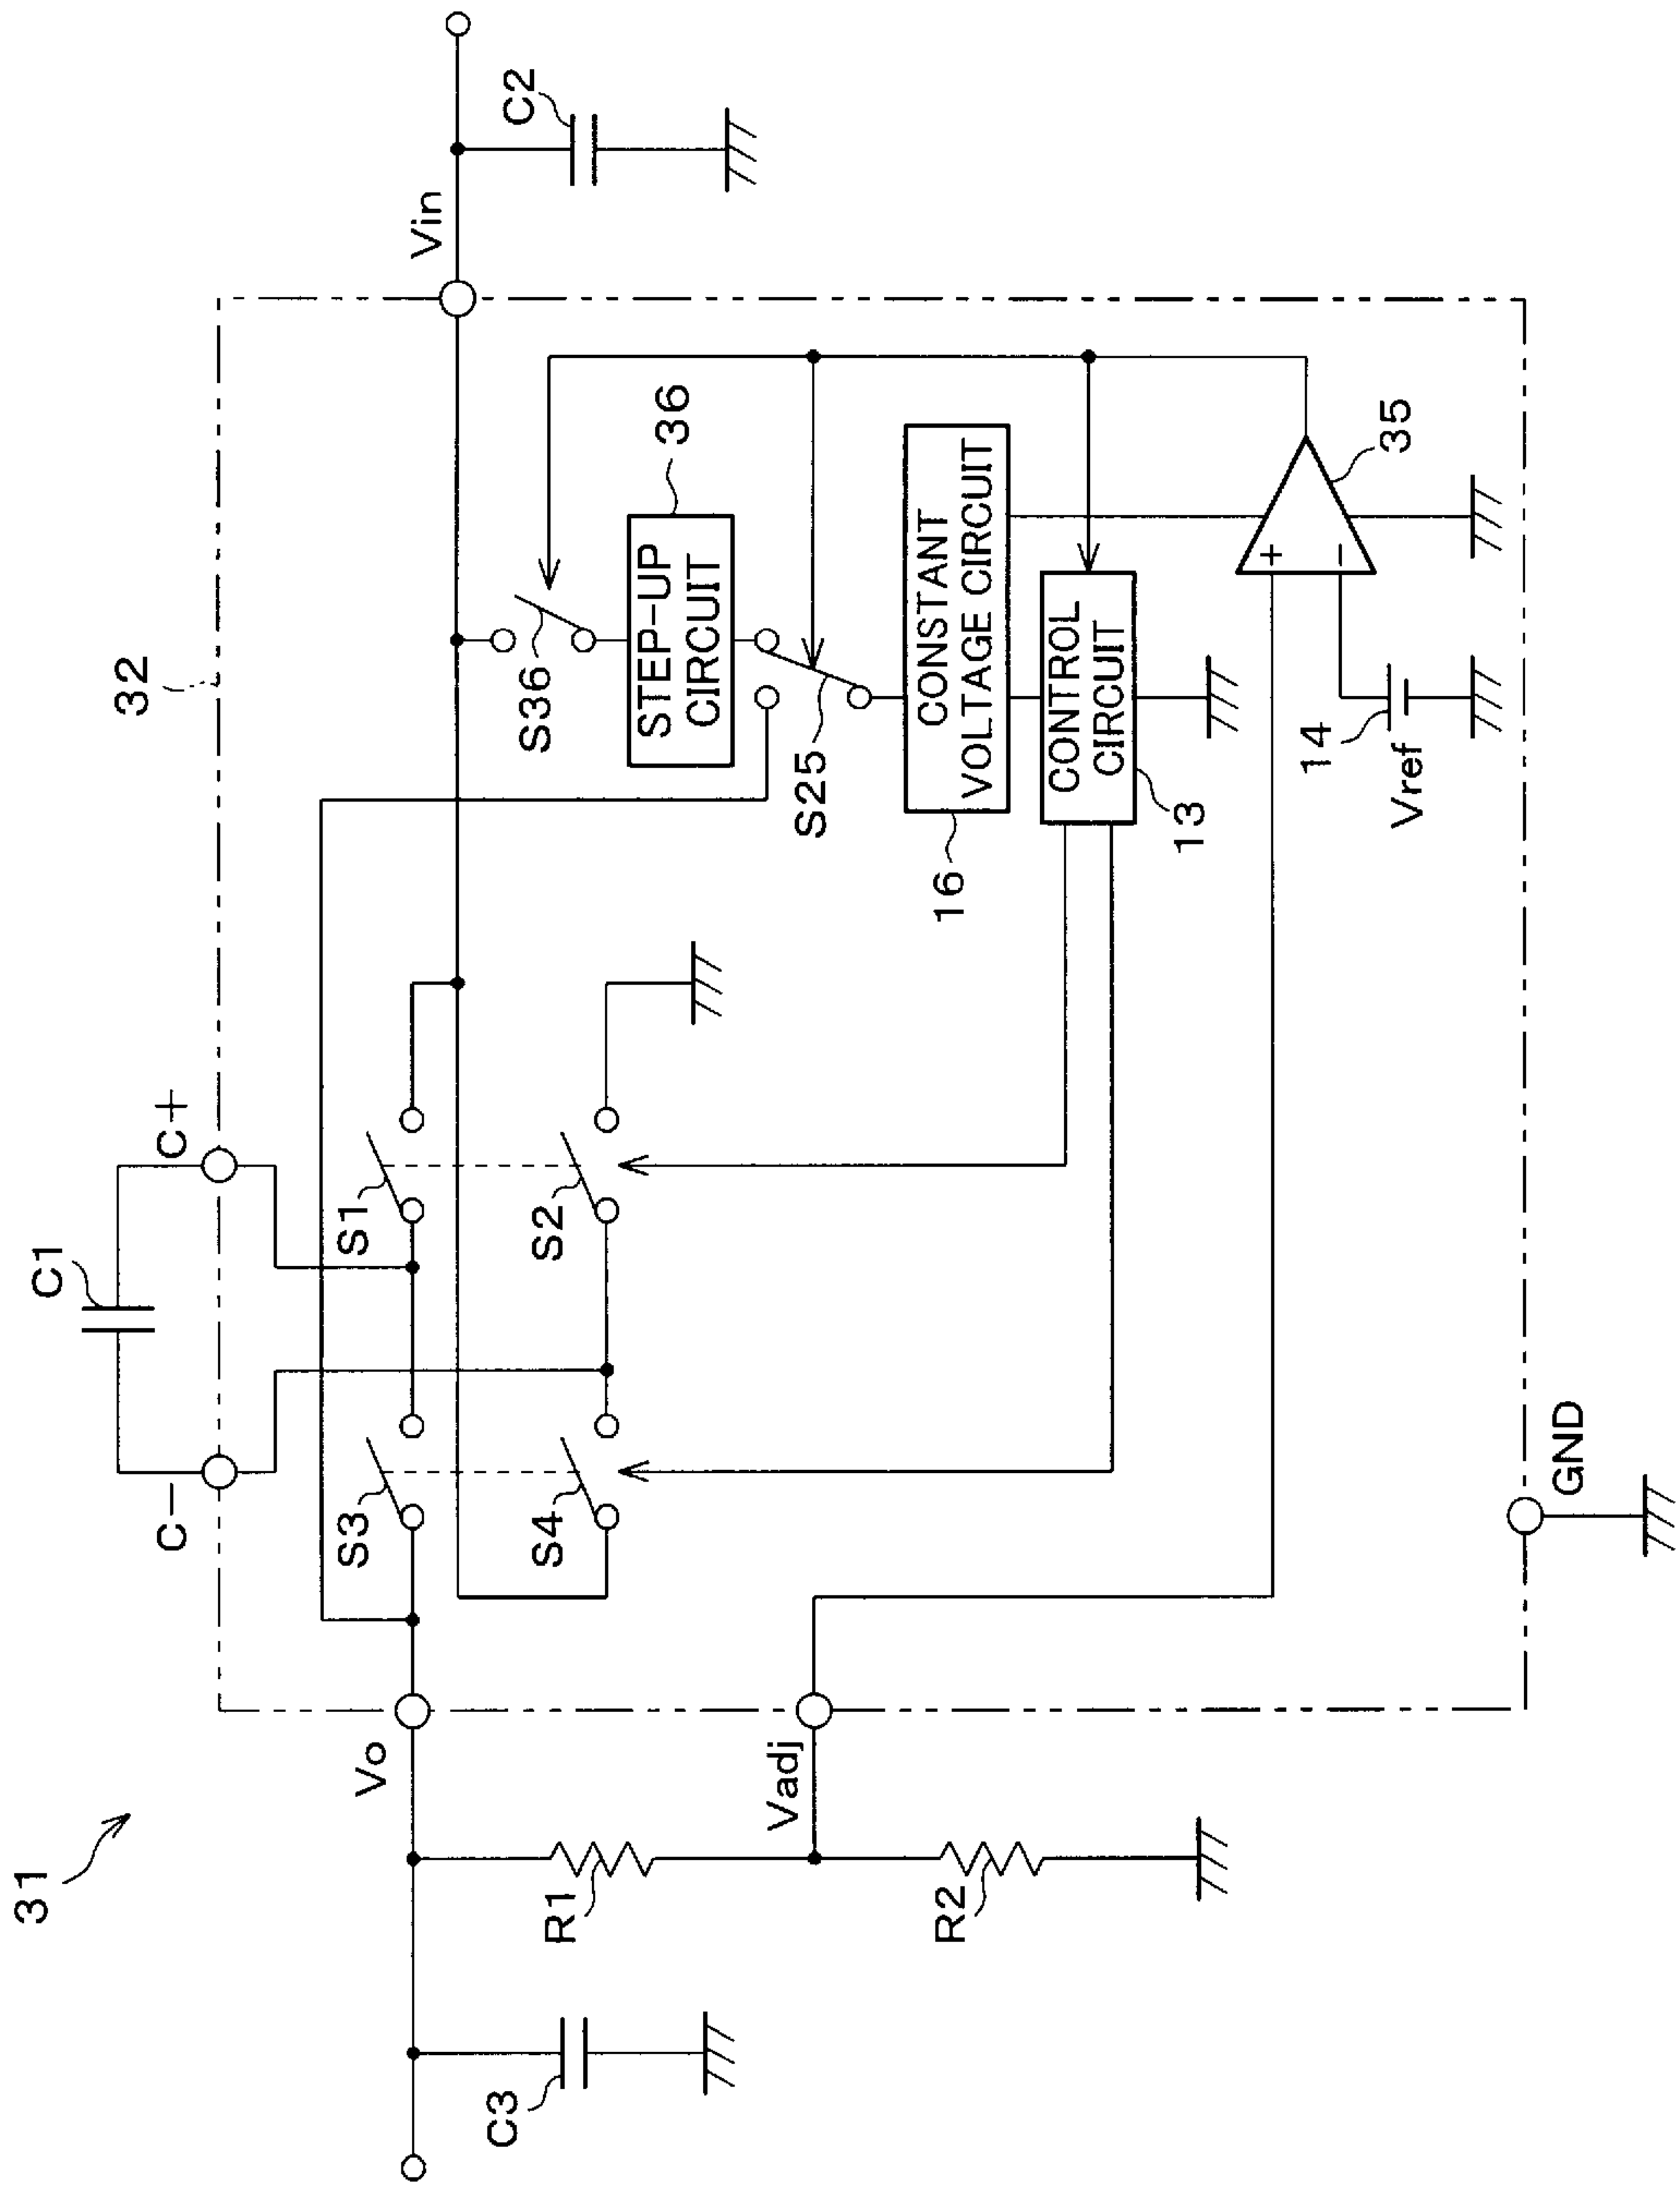 31
32
C1
C-
C+
Vo
Vin
S3
S1
S4
S2
C3
R1
R2
Vadj
C2
S36
STEP-UP
CIRCUIT
36
S25
CONSTANT
VOLTAGE CIRCUIT
16
CONTROL
CIRCUIT
13
+
−
35
14
Vref
GND